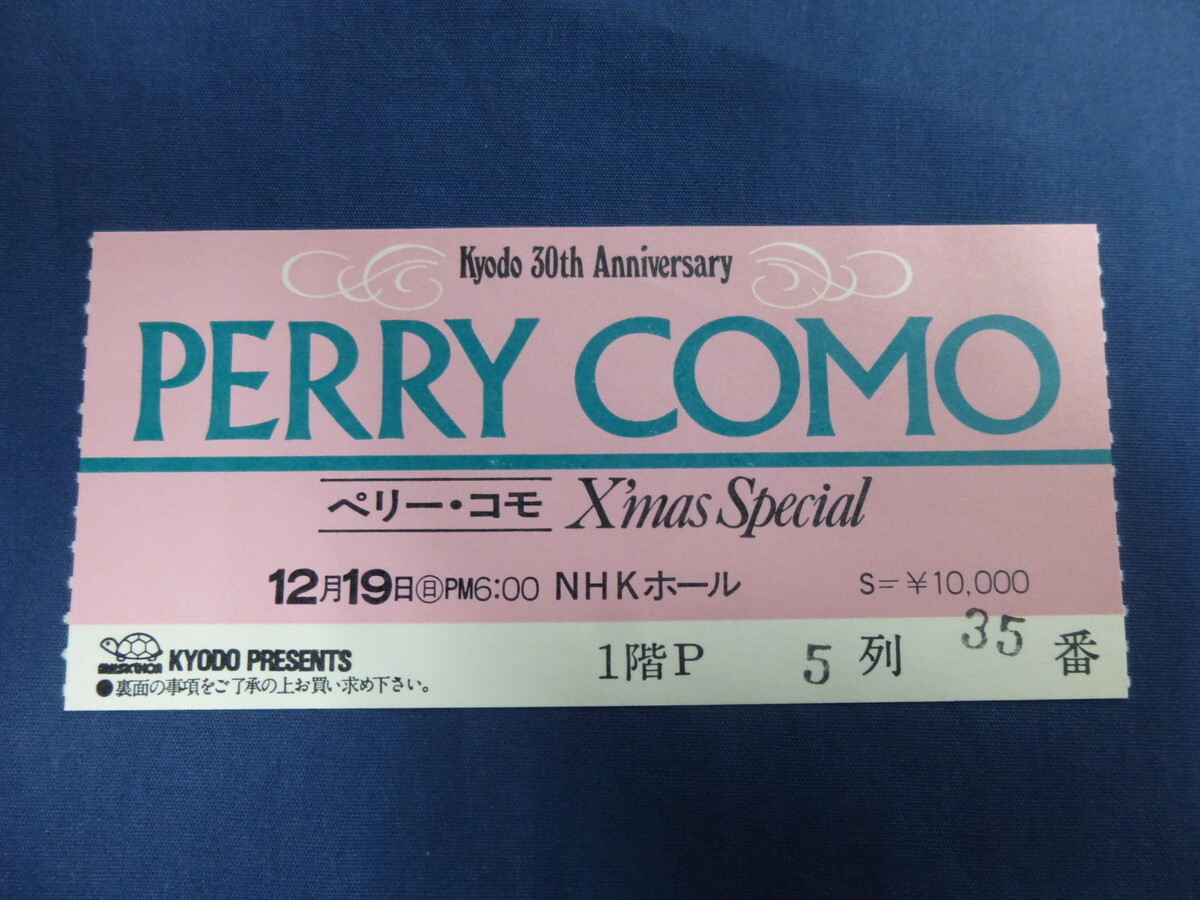 Kyodo 30th Anniversary
PERRY COMO
ペリー・コモ X'mas Special
12月19日㊐PM6:00 NHKホール S=¥10,000
KYODO PRESENTS
●裏面の事項をご了承の上お買い求め下さい。
1階P 5列 35番